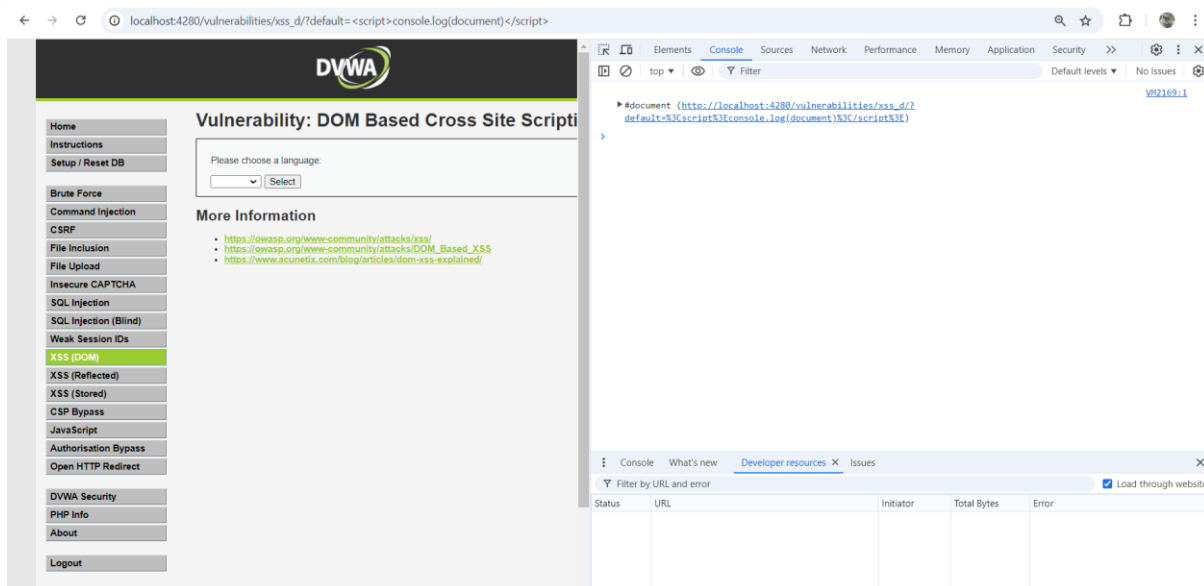 localhost:4280/vulnerabilities/xss_d/?default=<script>console.log(document)</script>
DVWA
Home
Instructions
Setup / Reset DB
Brute Force
Command Injection
CSRF
File Inclusion
File Upload
Insecure CAPTCHA
SQL Injection
SQL Injection (Blind)
Weak Session IDs
XSS (DOM)
XSS (Reflected)
XSS (Stored)
CSP Bypass
JavaScript
Authorisation Bypass
Open HTTP Redirect
DVWA Security
PHP Info
About
Logout
Vulnerability: DOM Based Cross Site Scripti
Please choose a language:
Select
More Information
https://owasp.org/www-community/attacks/xss/
https://owasp.org/www-community/attacks/DOM_Based_XSS
https://www.acunetix.com/blog/articles/dom-xss-explained/
Elements Console Sources Network Performance Memory Application Security
top Filter Default levels No Issues
VM2169:1
#document (http://localhost:4280/vulnerabilities/xss_d/?
default=%3Cscript%3Econsole.log(document)%3C/script%3E)
Console What's new Developer resources Issues
Filter by URL and error Load through website
Status URL Initiator Total Bytes Error